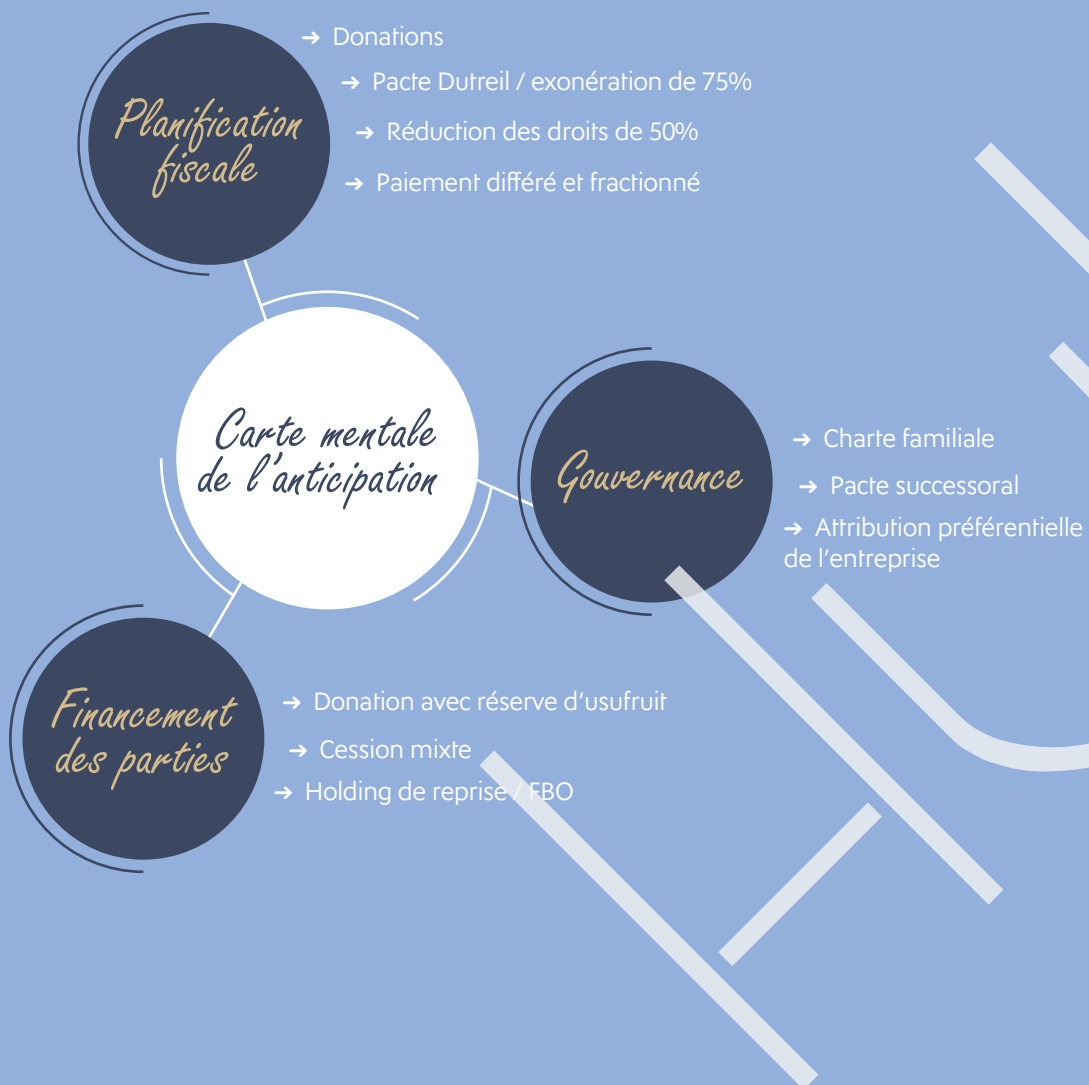 → Donations
→ Pacte Dutreil / exonération de 75%
→ Réduction des droits de 50%
→ Paiement différé et fractionné
Planification
fiscale
Carte mentale
de l'anticipation
Gouvernance
→ Charte familiale
→ Pacte successoral
→ Attribution préférentielle
de l'entreprise
Financement
des parties
→ Donation avec réserve d'usufruit
→ Cession mixte
→ Holding de reprise / FBO